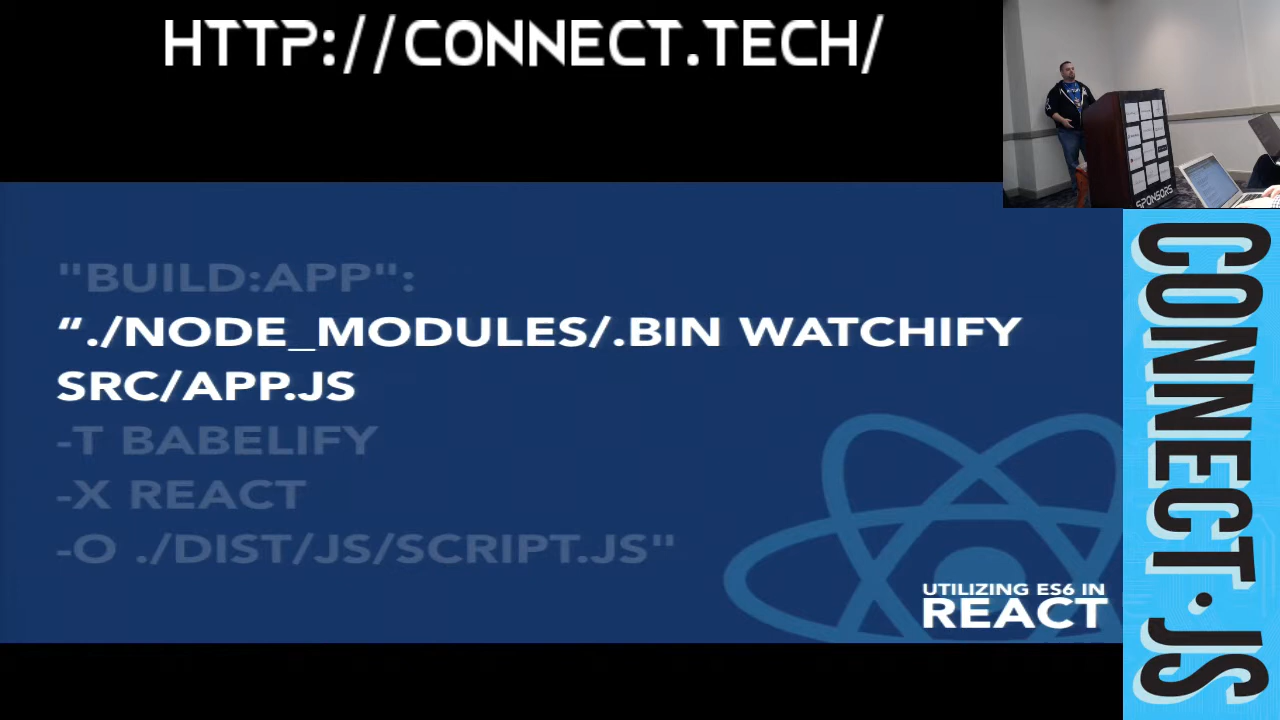 HTTP://CONNECT.TECH/
"BUILD:APP":
“./NODE_MODULES/.BIN WATCHIFY
SRC/APP.JS
-T BABELIFY
-X REACT
-O ./DIST/JS/SCRIPT.JS"
UTILIZING ES6 IN
REACT
CONNECT·JS
SPONSORS